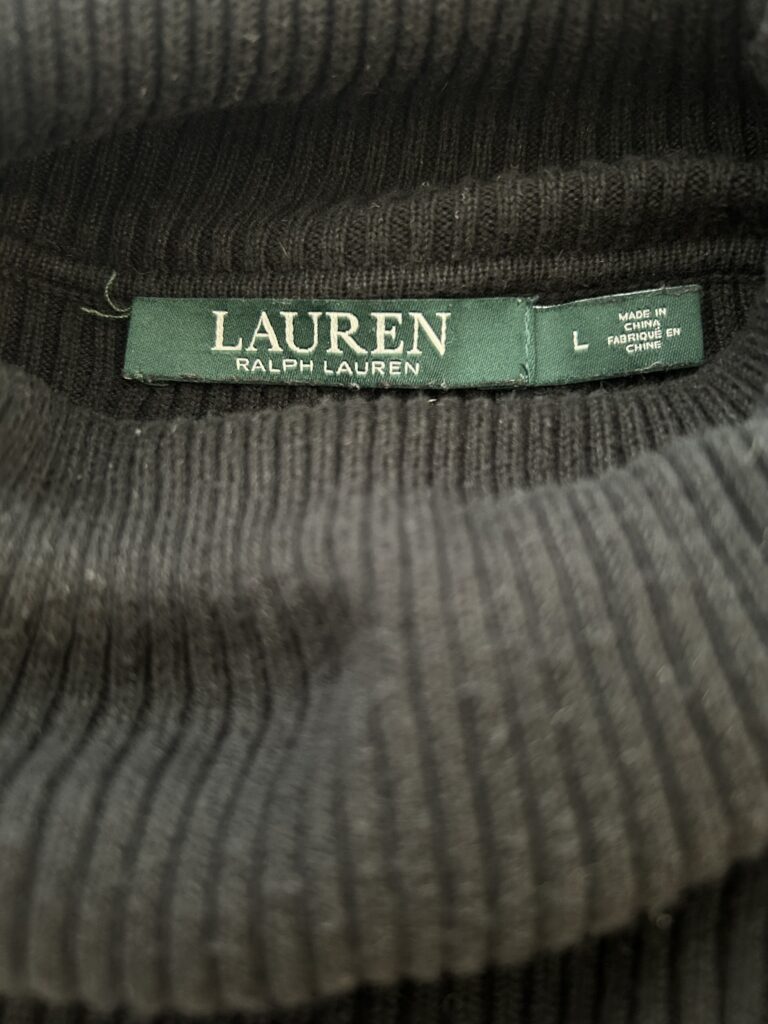 LAUREN
RALPH LAUREN
L
MADE IN
CHINA
FABRIQUÉ EN
CHINE